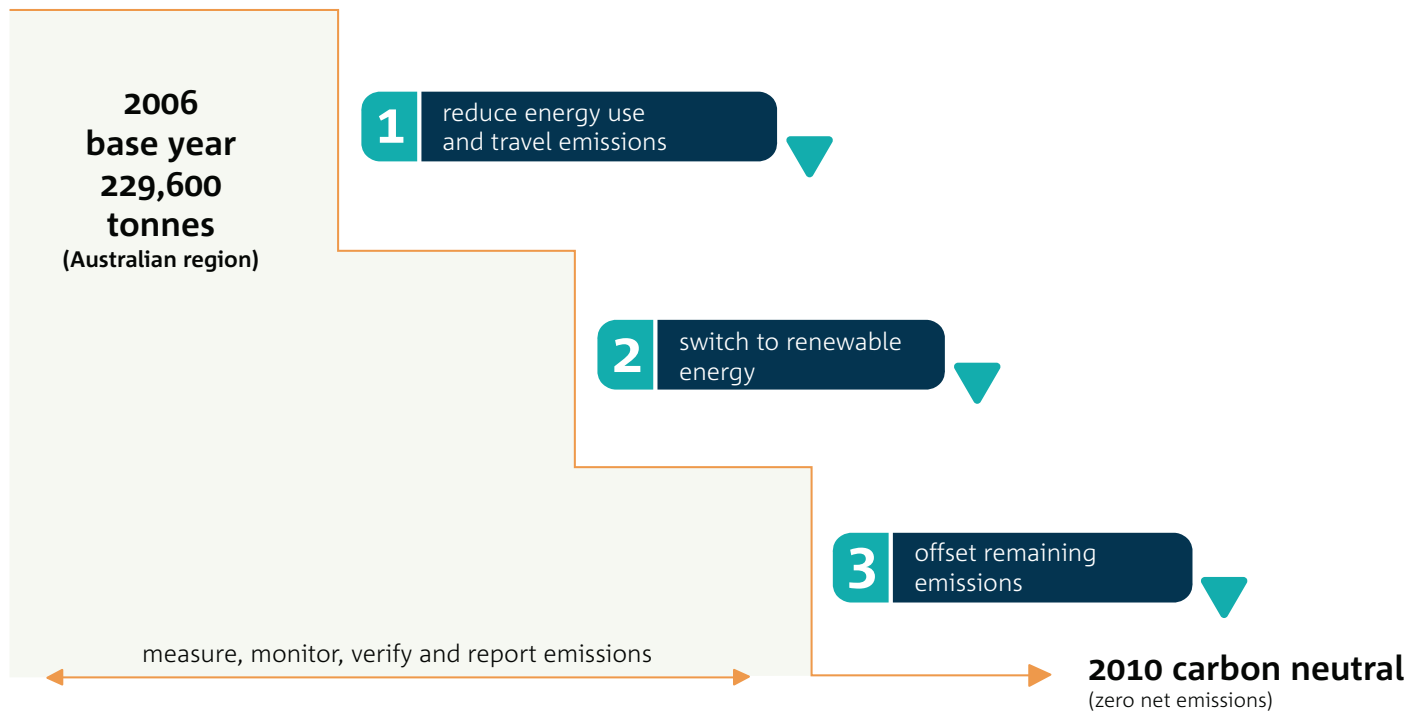 2006
base year
229,600
tonnes
(Australian region)
1
reduce energy use
and travel emissions
2
switch to renewable
energy
3
offset remaining
emissions
measure, monitor, verify and report emissions
2010 carbon neutral
(zero net emissions)